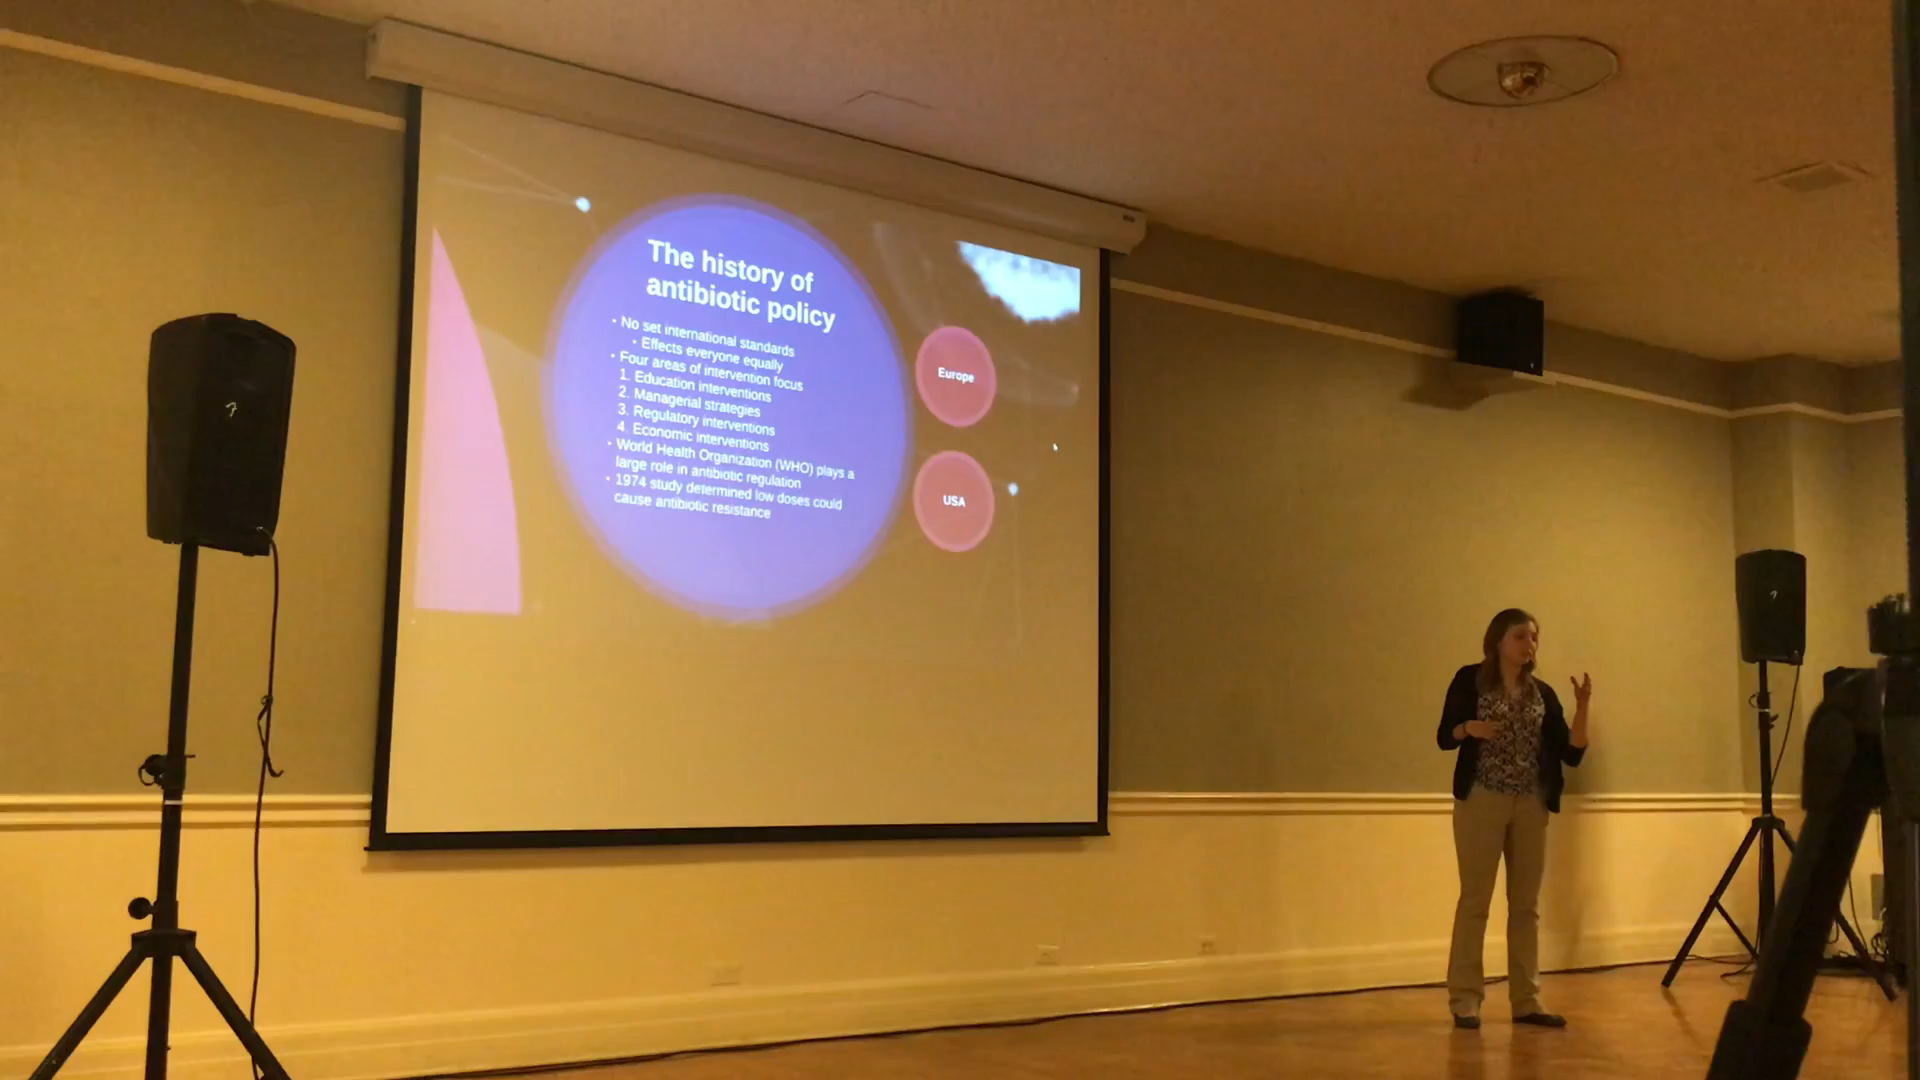 The history of
antibiotic policy
• No set international standards
• Effects everyone equally
• Four areas of intervention focus
1. Education interventions
2. Managerial strategies
3. Regulatory interventions
4. Economic interventions
• World Health Organization (WHO) plays a
large role in antibiotic regulation
• 1974 study determined low doses could
cause antibiotic resistance
Europe
USA